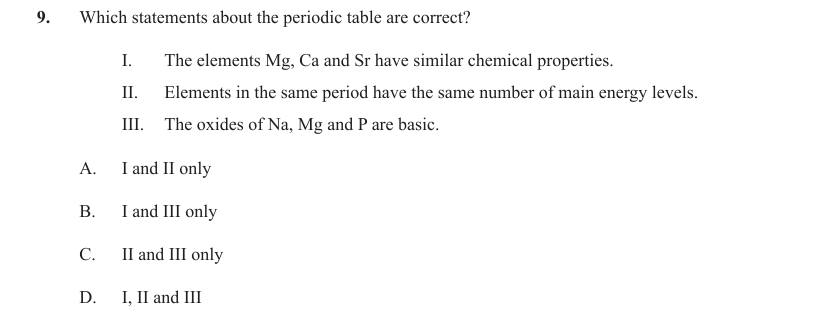 9. Which statements about the periodic table are correct?
I. The elements Mg, Ca and Sr have similar chemical properties.
II. Elements in the same period have the same number of main energy levels.
III. The oxides of Na, Mg and P are basic.
A. I and II only
B. I and III only
C. II and III only
D. I, II and III